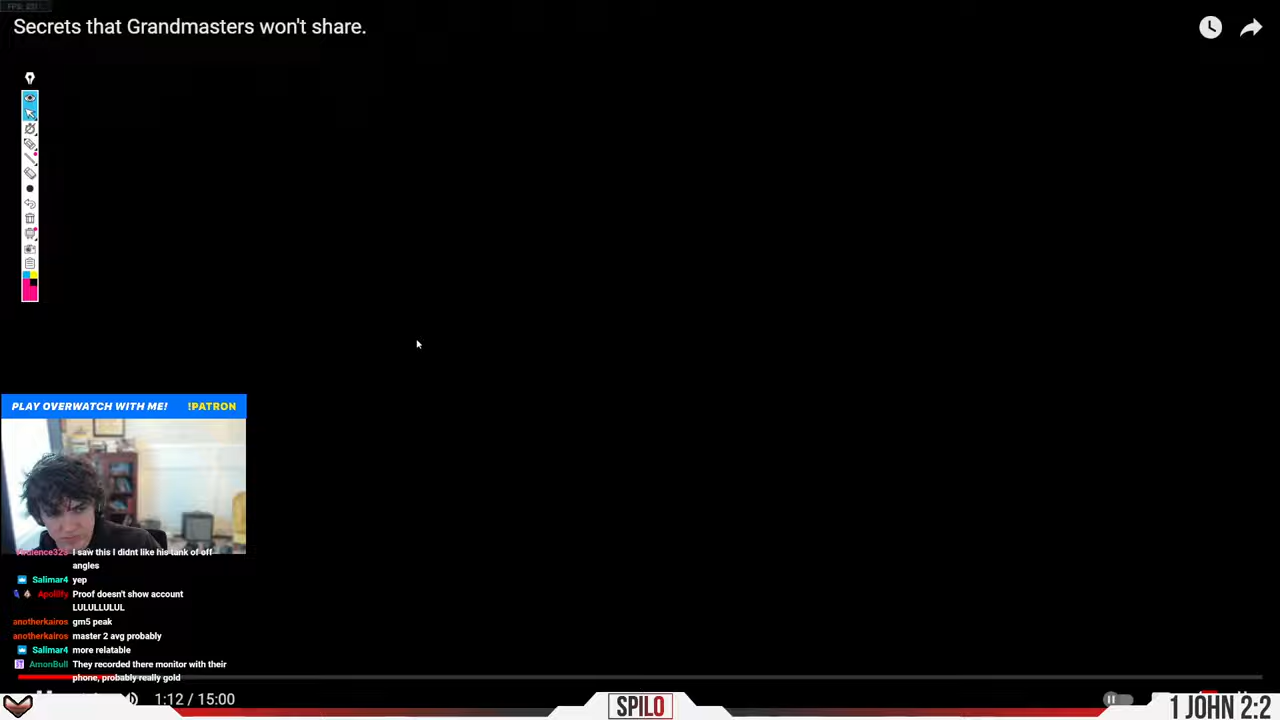 Secrets that Grandmasters won't share.
PLAY OVERWATCH WITH ME! !PATRON
I saw this I didnt like his tank of off
angles
Salimar4 yep
Apolilfy Proof doesn't show account
LULULLULUL
anotherkairos gm5 peak
anotherkairos master 2 avg probably
Salimar4 more relatable
AmonBull They recorded there monitor with their
phone, probably really gold
1:12 / 15:00
SPILO
1 JOHN 2:2